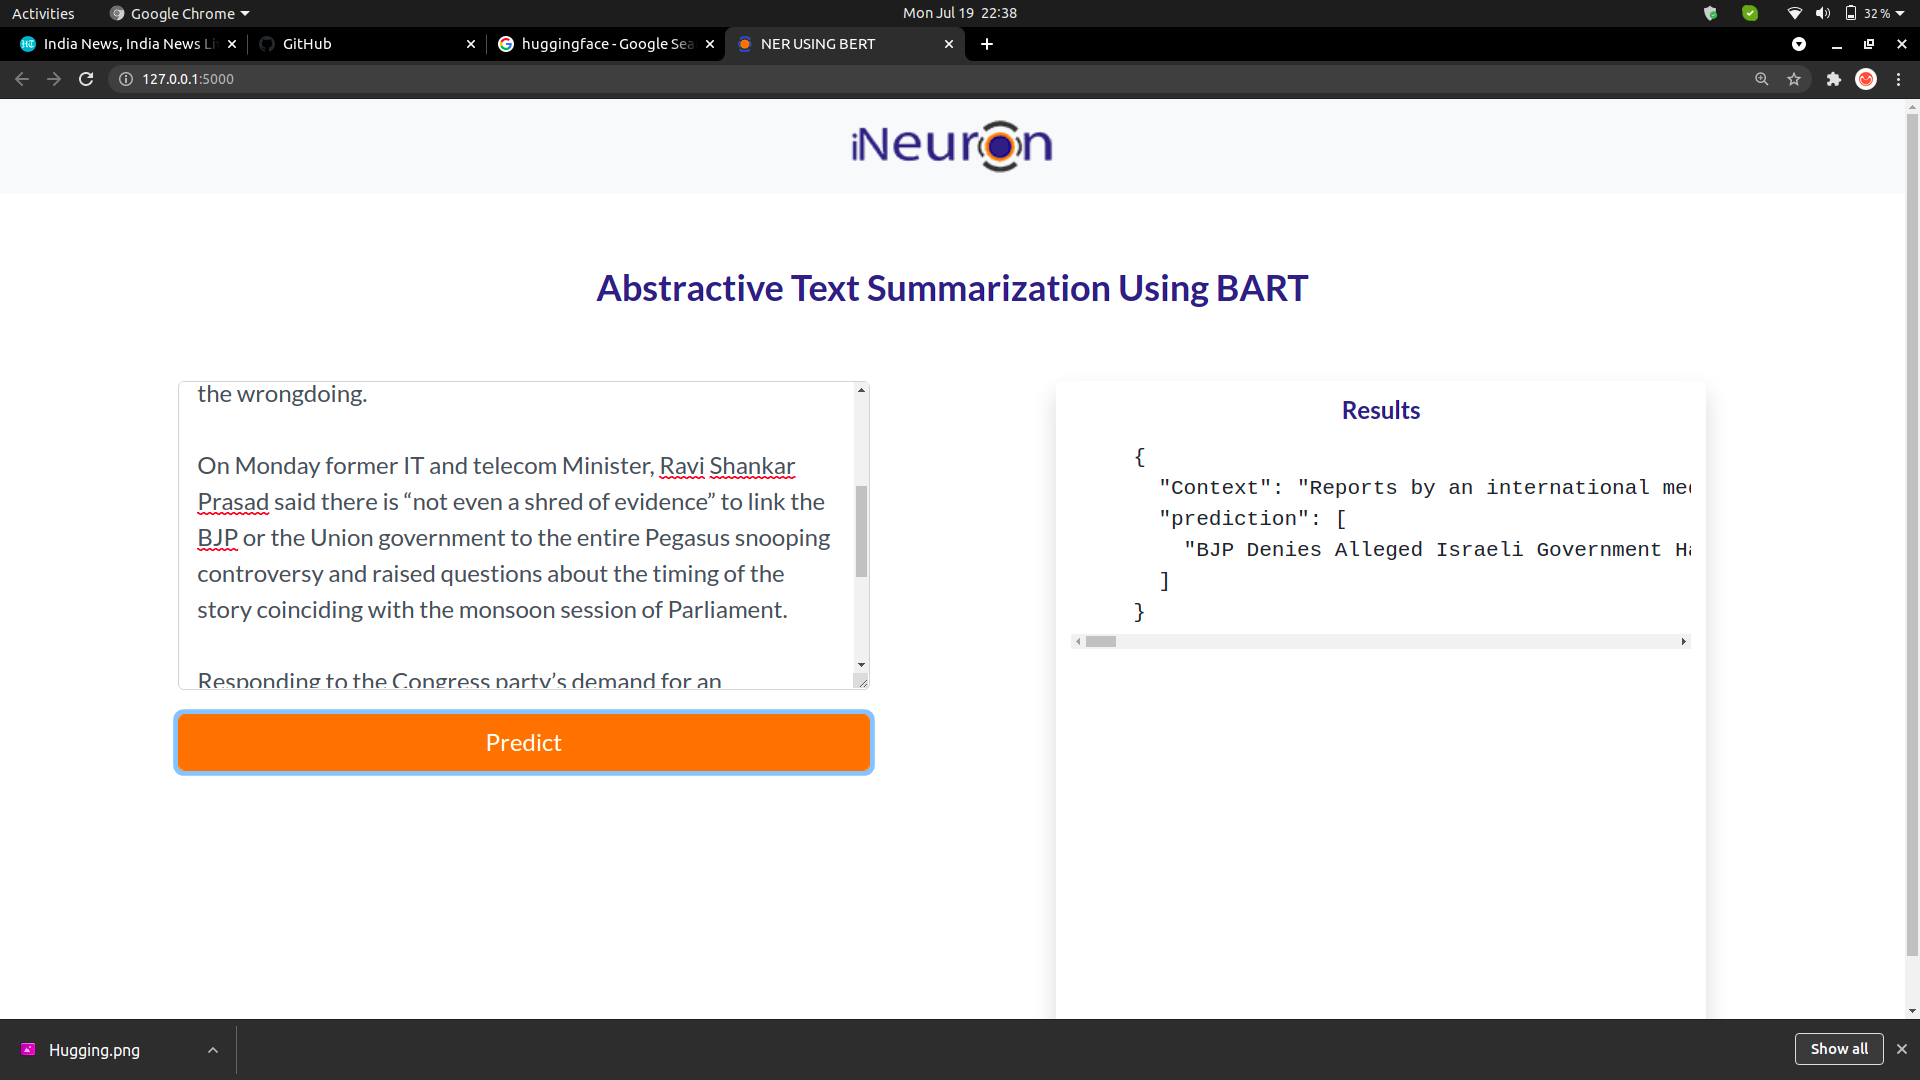 Activities
Google Chrome
Mon Jul 19 22:38
32 %
India News, India News Li
GitHub
huggingface - Google Sea
NER USING BERT
127.0.0.1:5000
iNeuron
Abstractive Text Summarization Using BART
the wrongdoing.
On Monday former IT and telecom Minister, Ravi Shankar
Prasad said there is “not even a shred of evidence” to link the
BJP or the Union government to the entire Pegasus snooping
controversy and raised questions about the timing of the
story coinciding with the monsoon session of Parliament.
Responding to the Congress party’s demand for an
Predict
Results
{
"Context": "Reports by an international med
"prediction": [
"BJP Denies Alleged Israeli Government Ha
]
}
Hugging.png
Show all